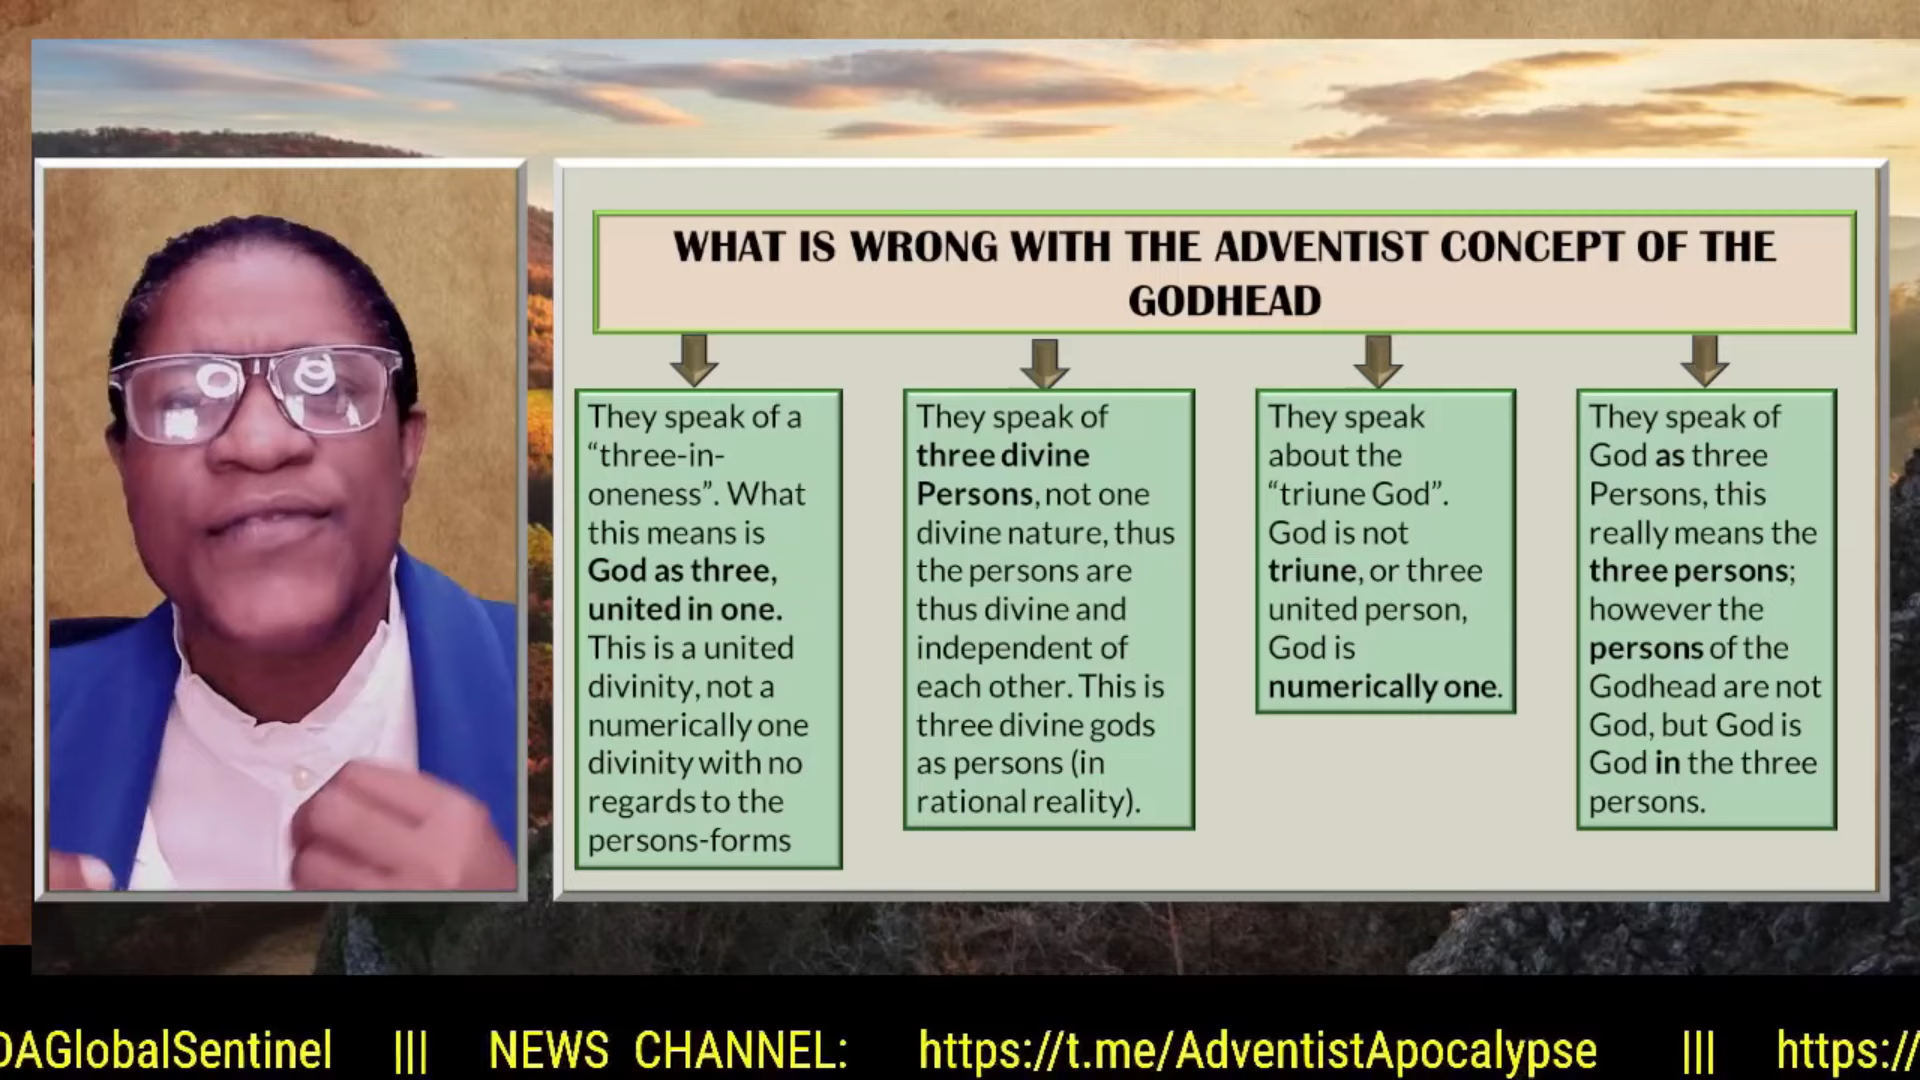 WHAT IS WRONG WITH THE ADVENTIST CONCEPT OF THE
GODHEAD
They speak of a
“three-in-
oneness”. What
this means is
God as three,
united in one.
This is a united
divinity, not a
numerically one
divinity with no
regards to the
persons-forms
They speak of
three divine
Persons, not one
divine nature, thus
the persons are
thus divine and
independent of
each other. This is
three divine gods
as persons (in
rational reality).
They speak
about the
“triune God”.
God is not
triune, or three
united person,
God is
numerically one.
They speak of
God as three
Persons, this
really means the
three persons;
however the
persons of the
Godhead are not
God, but God is
God in the three
persons.
DAGlobalSentinel ||| NEWS CHANNEL: https://t.me/AdventistApocalypse ||| https://